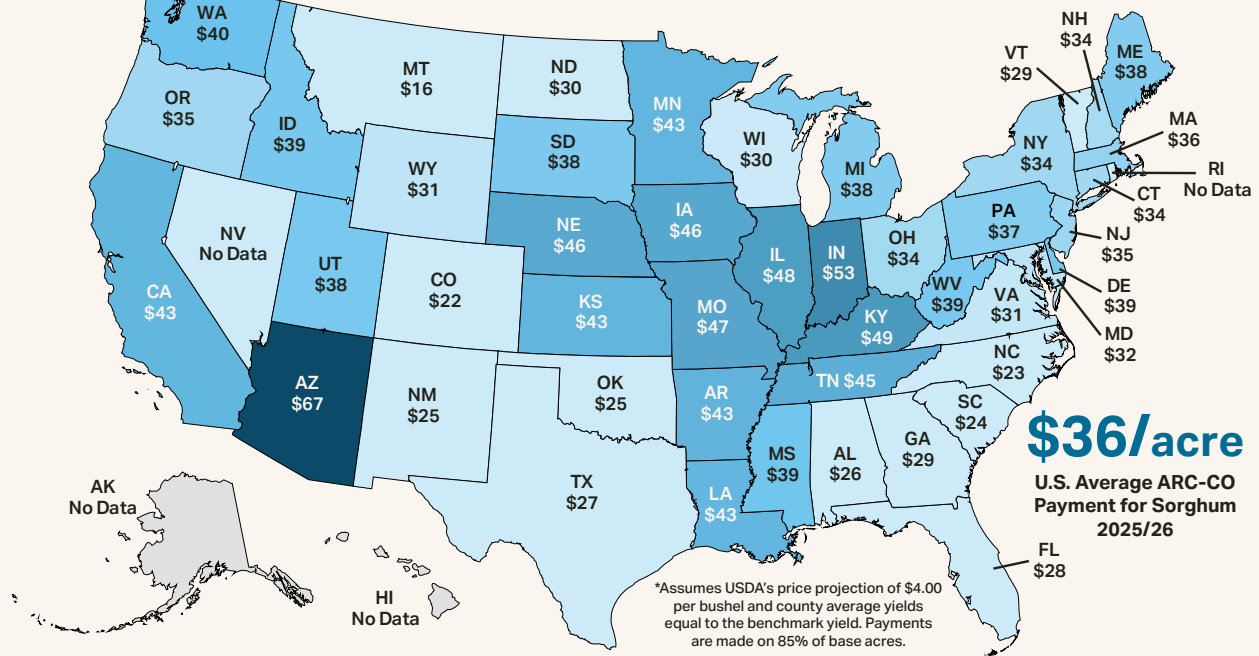 WA
$40
OR
$35
ID
$39
MT
$16
ND
$30
MN
$43
SD
$38
WY
$31
WI
$30
MI
$38
NH
$34
VT
$29
ME
$38
NY
$34
MA
$36
RI
No Data
CT
$34
PA
$37
NJ
$35
DE
$39
MD
$32
NV
No Data
UT
$38
CA
$43
CO
$22
NE
$46
IA
$46
IL
$48
IN
$53
OH
$34
WV
$39
VA
$31
KS
$43
MO
$47
KY
$49
NC
$23
TN $45
AZ
$67
NM
$25
OK
$25
AR
$43
SC
$24
MS
$39
AL
$26
GA
$29
TX
$27
LA
$43
FL
$28
AK
No Data
HI
No Data
$36/acre
U.S. Average ARC-CO
Payment for Sorghum
2025/26
*Assumes USDA's price projection of $4.00
per bushel and county average yields
equal to the benchmark yield. Payments
are made on 85% of base acres.